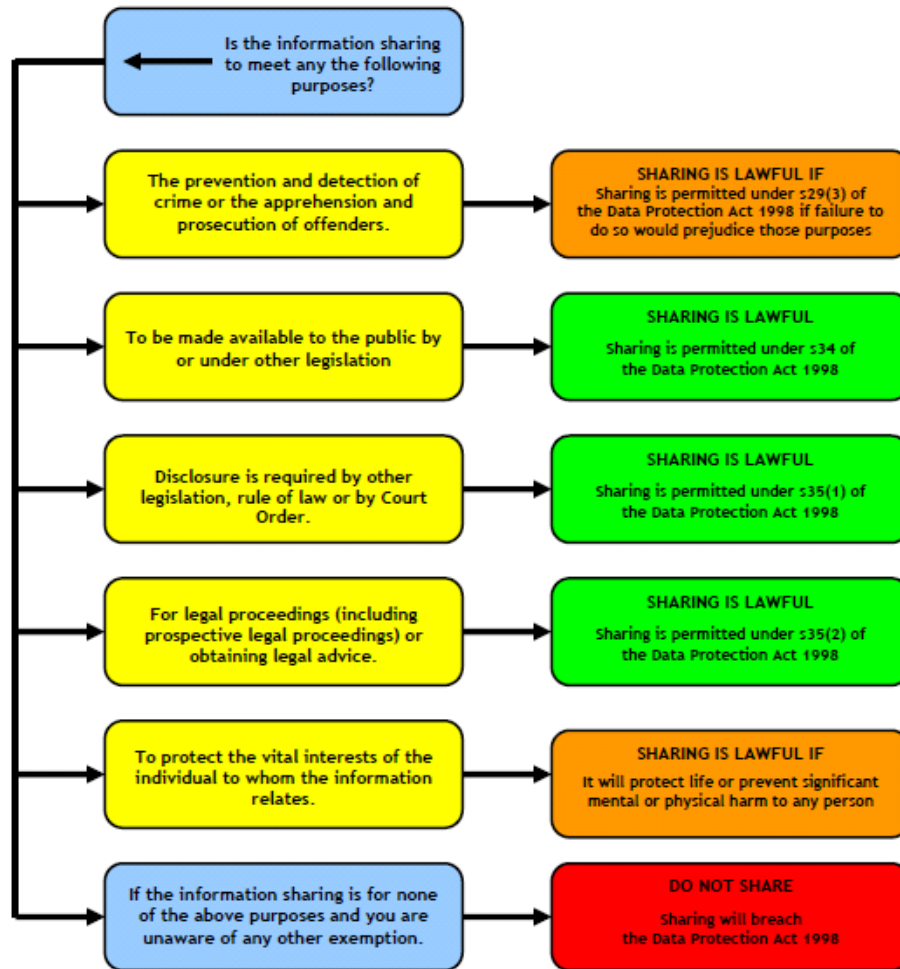 Is the information sharing
to meet any the following
purposes?
The prevention and detection of
crime or the apprehension and
prosecution of offenders.
SHARING IS LAWFUL IF
Sharing is permitted under s29(3) of
the Data Protection Act 1998 if failure to
do so would prejudice those purposes
To be made available to the public by
or under other legislation
SHARING IS LAWFUL
Sharing is permitted under s34 of
the Data Protection Act 1998
Disclosure is required by other
legislation, rule of law or by Court
Order.
SHARING IS LAWFUL
Sharing is permitted under s35(1) of
the Data Protection Act 1998
For legal proceedings (including
prospective legal proceedings) or
obtaining legal advice.
SHARING IS LAWFUL
Sharing is permitted under s35(2) of
the Data Protection Act 1998
To protect the vital interests of the
individual to whom the information
relates.
SHARING IS LAWFUL IF
It will protect life or prevent significant
mental or physical harm to any person
If the information sharing is for none
of the above purposes and you are
unaware of any other exemption.
DO NOT SHARE
Sharing will breach
the Data Protection Act 1998